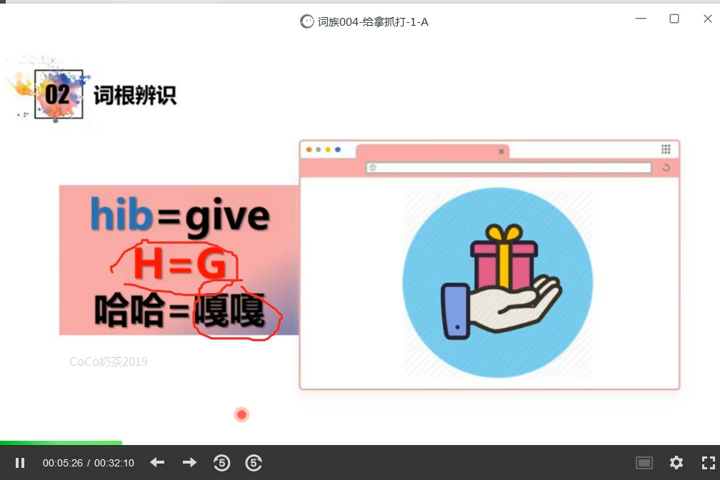 词族004-给拿抓打-1-A
02 词根辨识
hib=give
H=G
哈哈=嘎嘎
CoCo奶茶2019
00:05:26 / 00:32:10
5 5